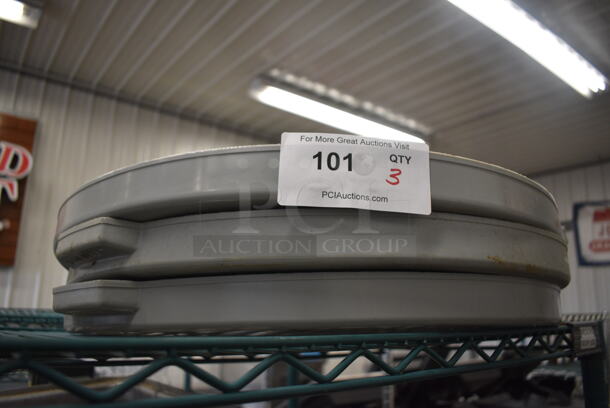 For More Great Auctions Visit
101
QTY
3
PCIAuctions.com
PCI
AUCTION GROUP